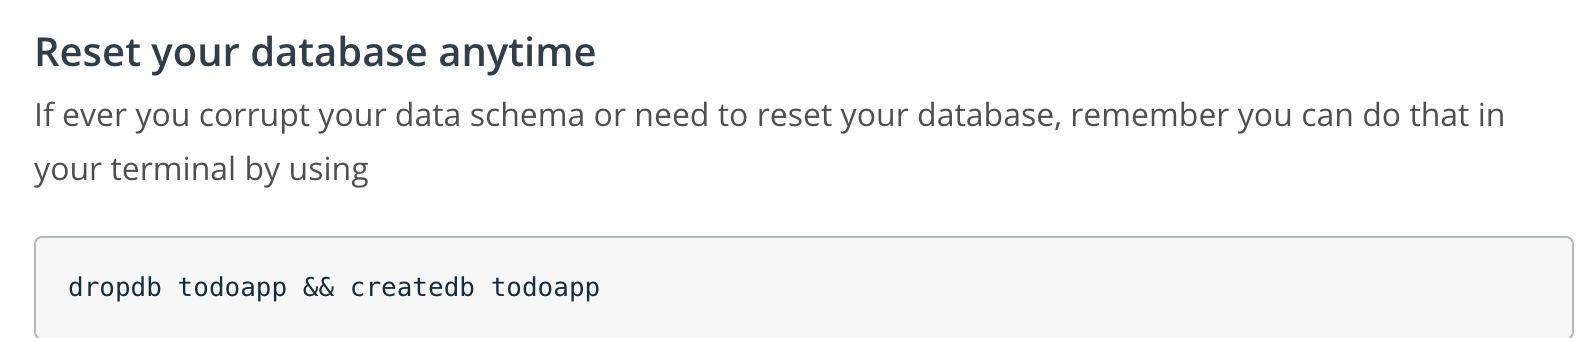 Reset your database anytime
If ever you corrupt your data schema or need to reset your database, remember you can do that in
your terminal by using
dropdb todoapp && createdb todoapp